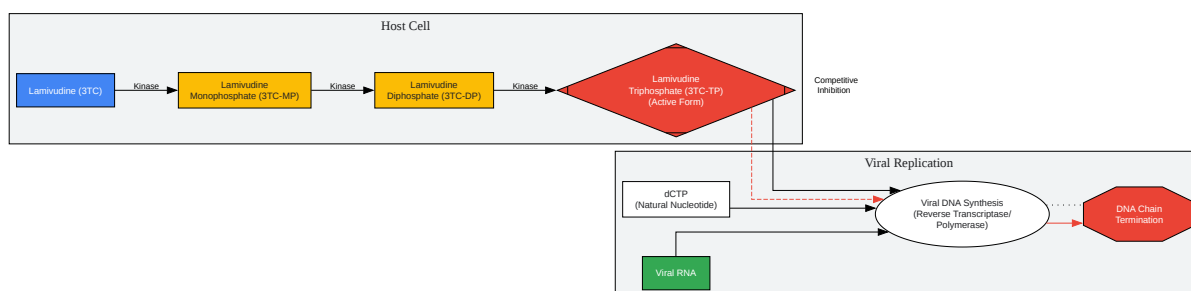 Host Cell
Lamivudine (3TC)
Kinase
Lamivudine
Monophosphate (3TC-MP)
Kinase
Lamivudine
Diphosphate (3TC-DP)
Kinase
Lamivudine
Triphosphate (3TC-TP)
(Active Form)
Competitive
Inhibition
Viral Replication
dCTP
(Natural Nucleotide)
Viral DNA Synthesis
(Reverse Transcriptase/
Polymerase)
DNA Chain
Termination
Viral RNA